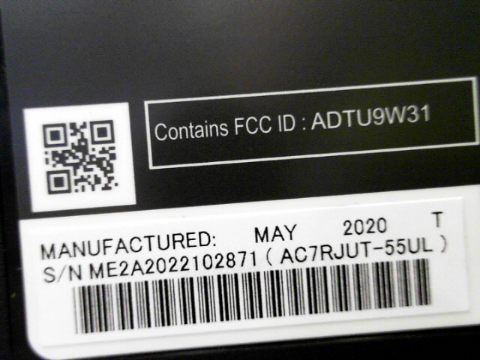 Contains FCC ID : ADTU9W31
MANUFACTURED: MAY 2020 T
S/N ME2A2022102871 ( AC7RJUT-55UL )